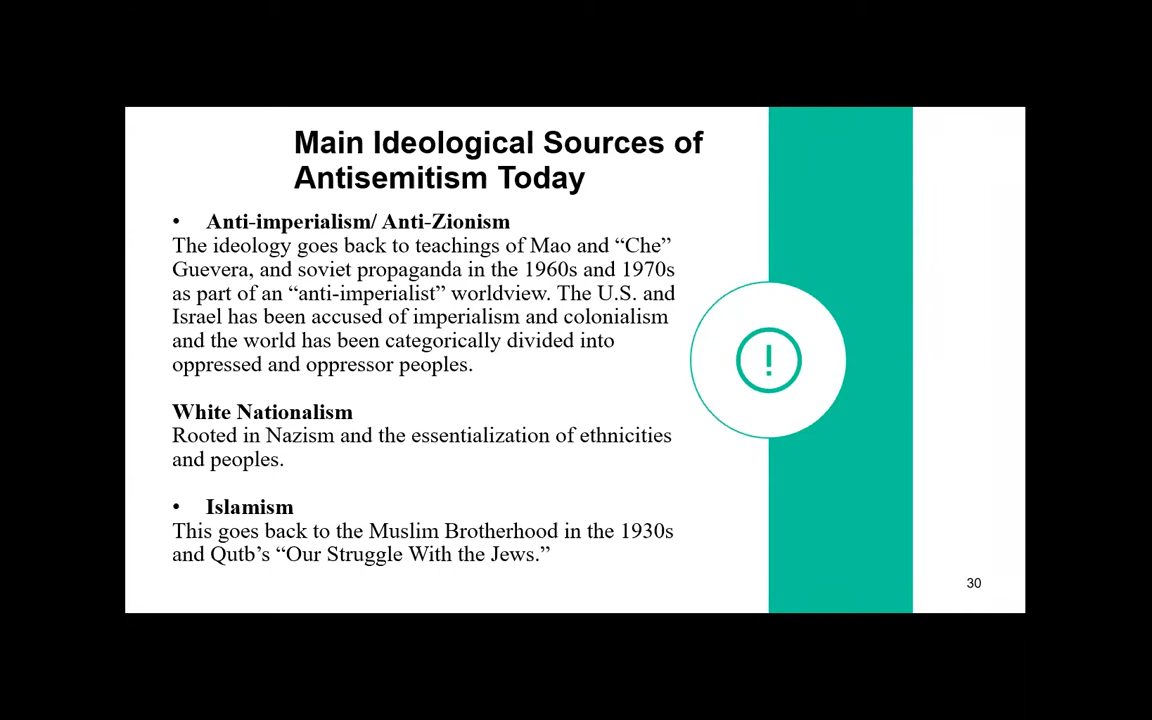 Main Ideological Sources of
Antisemitism Today
• Anti-imperialism/ Anti-Zionism
The ideology goes back to teachings of Mao and “Che”
Guevera, and soviet propaganda in the 1960s and 1970s
as part of an “anti-imperialist” worldview. The U.S. and
Israel has been accused of imperialism and colonialism
and the world has been categorically divided into
oppressed and oppressor peoples.
White Nationalism
Rooted in Nazism and the essentialization of ethnicities
and peoples.
• Islamism
This goes back to the Muslim Brotherhood in the 1930s
and Qutb’s “Our Struggle With the Jews.”
!
30